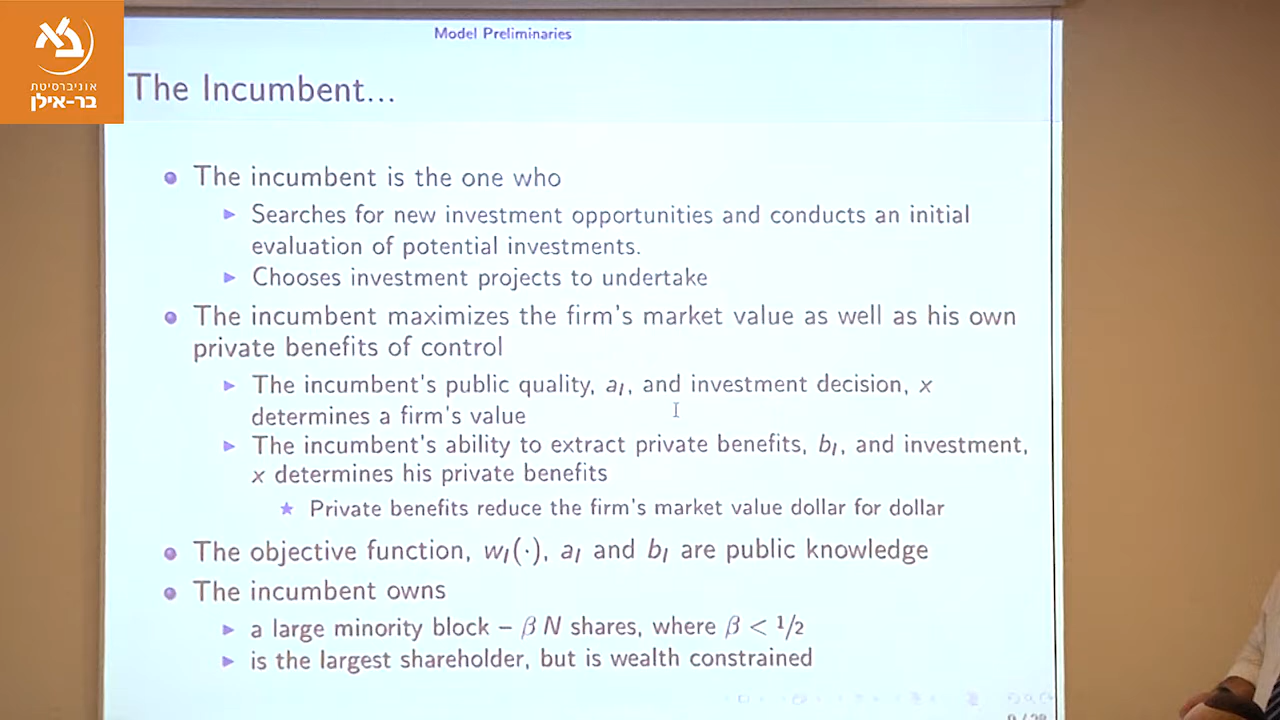 Model Preliminaries
אוניברסיטת
בר-אילן
The Incumbent...
The incumbent is the one who
Searches for new investment opportunities and conducts an initial
evaluation of potential investments.
Chooses investment projects to undertake
The incumbent maximizes the firm's market value as well as his own
private benefits of control
The incumbent's public quality, a_I, and investment decision, x
determines a firm's value
The incumbent's ability to extract private benefits, b_I, and investment,
x determines his private benefits
Private benefits reduce the firm's market value dollar for dollar
The objective function, w_I(·), a_I and b_I are public knowledge
The incumbent owns
a large minority block – β N shares, where β < 1/2
is the largest shareholder, but is wealth constrained